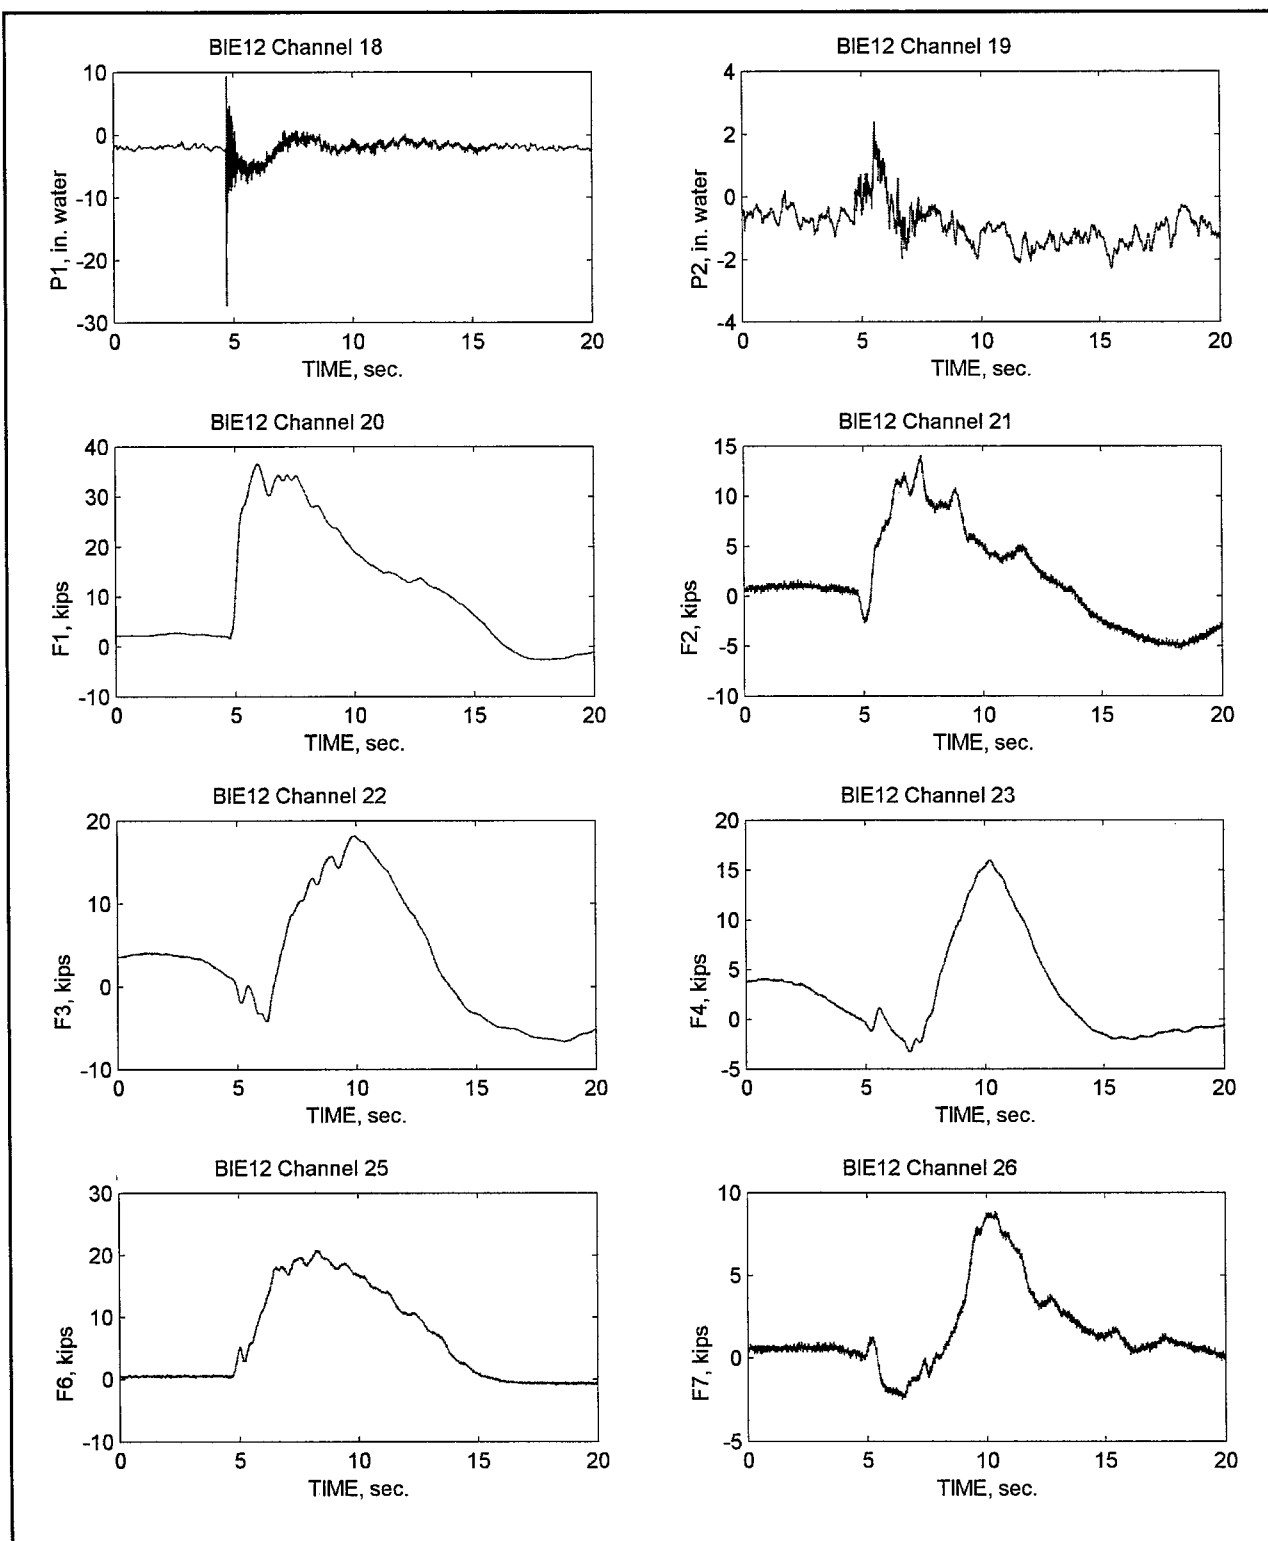 BIE12 Channel 18
10
0
-10
-20
-30
P1, in. water
0 5 10 15 20
TIME, sec.
BIE12 Channel 19
4
2
0
-2
-4
P2, in. water
0 5 10 15 20
TIME, sec.
BIE12 Channel 20
40
30
20
10
0
-10
F1, kips
0 5 10 15 20
TIME, sec.
BIE12 Channel 21
15
10
5
0
-5
-10
F2, kips
0 5 10 15 20
TIME, sec.
BIE12 Channel 22
20
10
0
-10
F3, kips
0 5 10 15 20
TIME, sec.
BIE12 Channel 23
20
15
10
5
0
-5
F4, kips
0 5 10 15 20
TIME, sec.
BIE12 Channel 25
30
20
10
0
-10
F6, kips
0 5 10 15 20
TIME, sec.
BIE12 Channel 26
10
5
0
-5
F7, kips
0 5 10 15 20
TIME, sec.